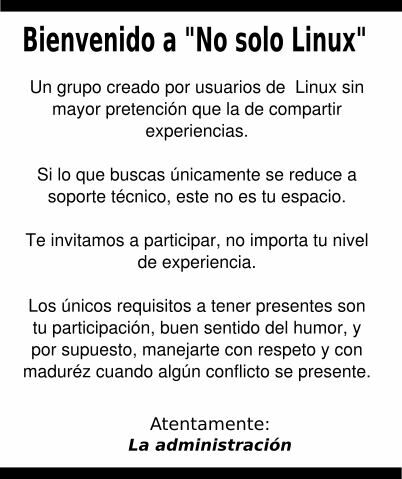 Bienvenido a "No solo Linux"
Un grupo creado por usuarios de  Linux sin
mayor pretención que la de compartir
experiencias.
Si lo que buscas únicamente se reduce a
soporte técnico, este no es tu espacio.
Te invitamos a participar, no importa tu nivel
de experiencia.
Los únicos requisitos a tener presentes son
tu participación, buen sentido del humor, y
por supuesto, manejarte con respeto y con
maduréz cuando algún conflicto se presente.
Atentamente:
La administración